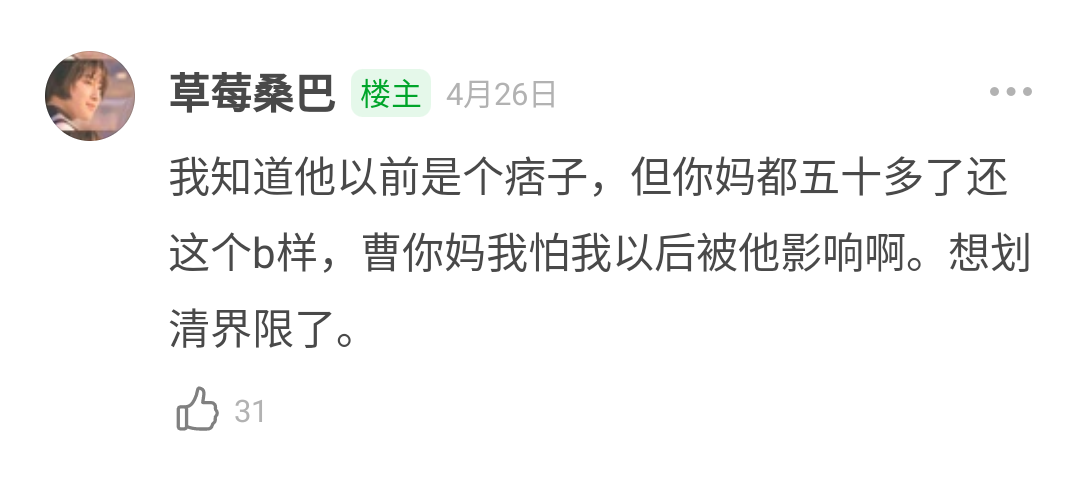 草莓桑巴 楼主 4月26日
我知道他以前是个痞子，但你妈都五十多了还
这个b样，曹你妈我怕我以后被他影响啊。想划
清界限了。
31